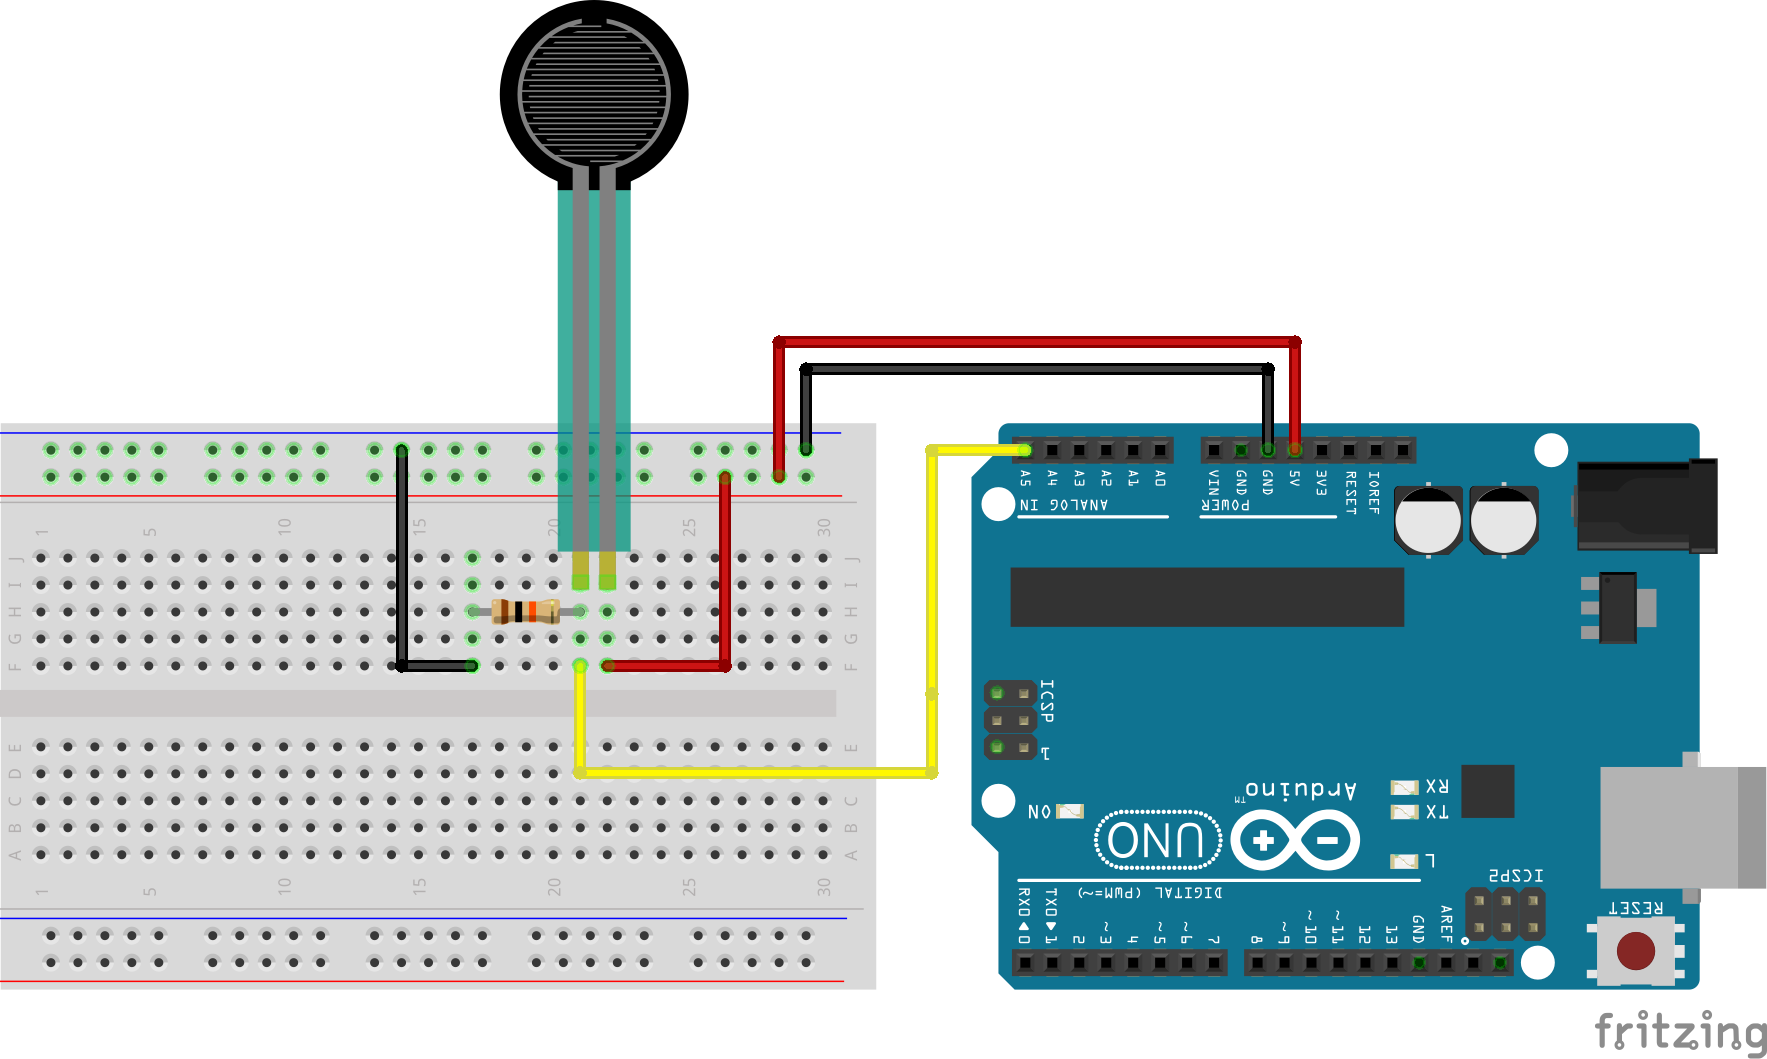 1 5 10 15 20 25 30
J J
I I
H H
G G
F F
E E
D D
C C
B B
A A
1 5 10 15 20 25 30
A5 A4 A3 A2 A1 A0
ANALOG IN
VIN GND GND 5V 3V3 RESET IOREF
POWER
ICSP
1
ON
Arduino™
UNO
RX
TX
L
ICSP2
RESET
DIGITAL (PWM=~)
RX0◄0 TX0►1 2 ~3 4 ~5 ~6 7 8 ~9 ~10 ~11 12 13 GND AREF
fritzing